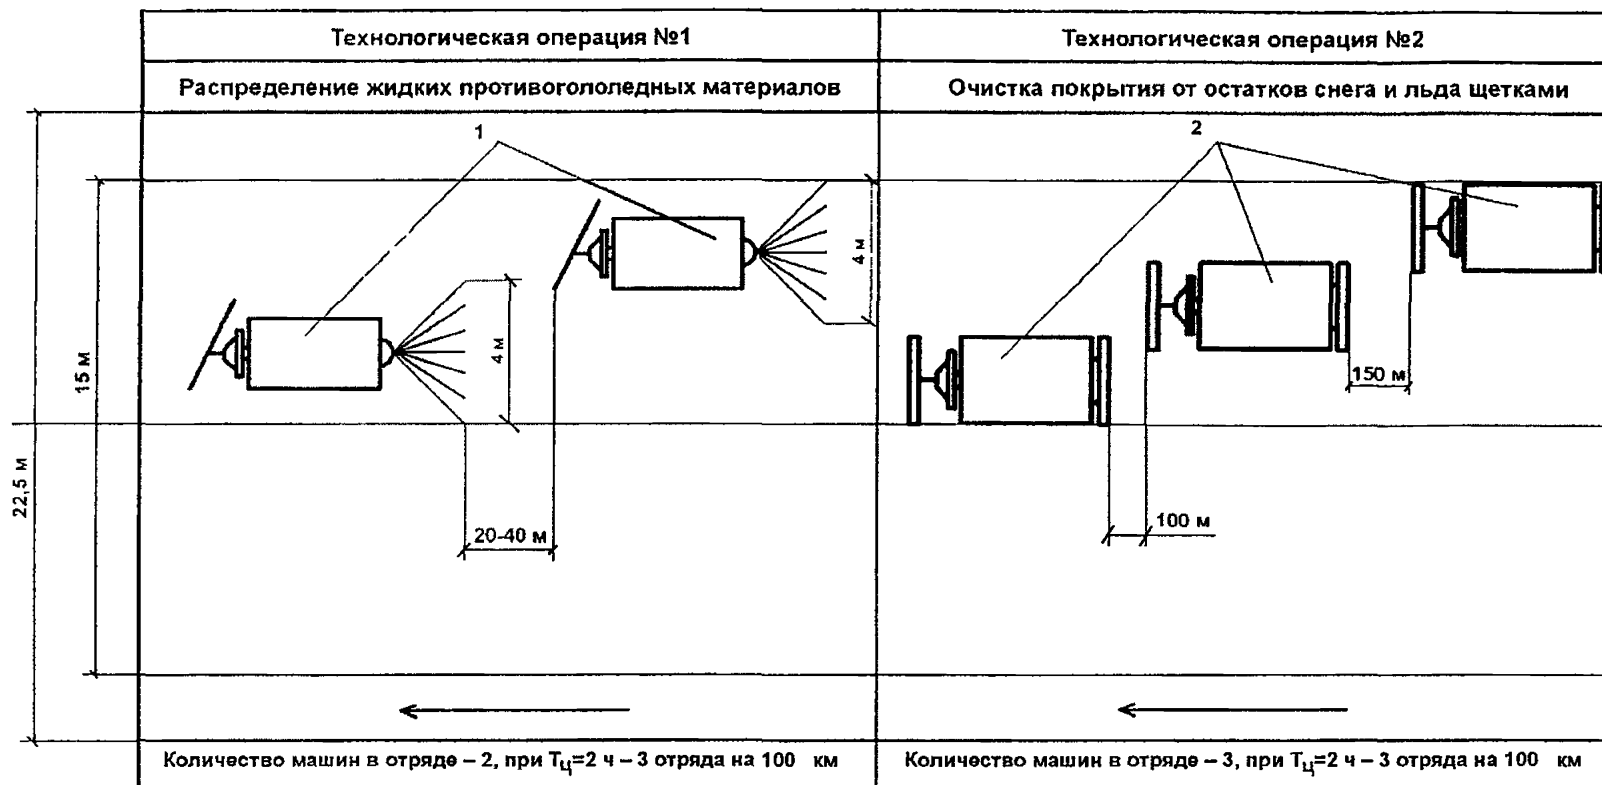 Технологическая операция №1
Технологическая операция №2
Распределение жидких противогололедных материалов
Очистка покрытия от остатков снега и льда щетками
1
2
4 м
4 м
15 м
22,5 м
20-40 м
150 м
100 м
Количество машин в отряде – 2, при Tц=2 ч – 3 отряда на 100 км
Количество машин в отряде – 3, при Tц=2 ч – 3 отряда на 100 км